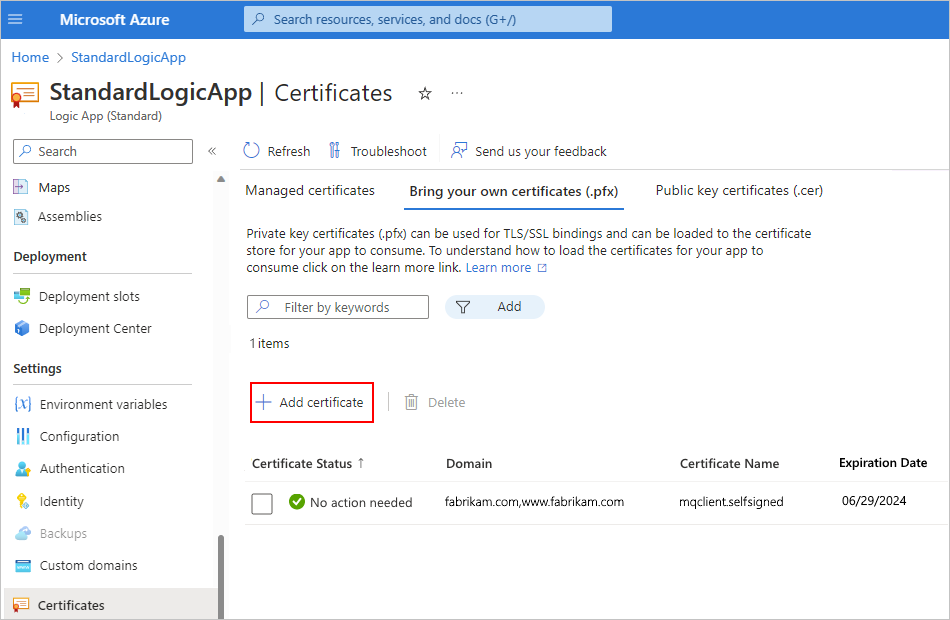 Microsoft Azure
Search resources, services, and docs (G+/)
Home > StandardLogicApp
StandardLogicApp | Certificates
Logic App (Standard)
Search
Maps
Assemblies
Deployment
Deployment slots
Deployment Center
Settings
Environment variables
Configuration
Authentication
Identity
Backups
Custom domains
Certificates
Refresh Troubleshoot Send us your feedback
Managed certificates Bring your own certificates (.pfx) Public key certificates (.cer)
Private key certificates (.pfx) can be used for TLS/SSL bindings and can be loaded to the certificate
store for your app to consume. To understand how to load the certificates for your app to
consume click on the learn more link. Learn more
Filter by keywords Add
1 items
Add certificate Delete
Certificate Status ↑ Domain Certificate Name Expiration Date
No action needed fabrikam.com,www.fabrikam.com mqclient.selfsigned 06/29/2024